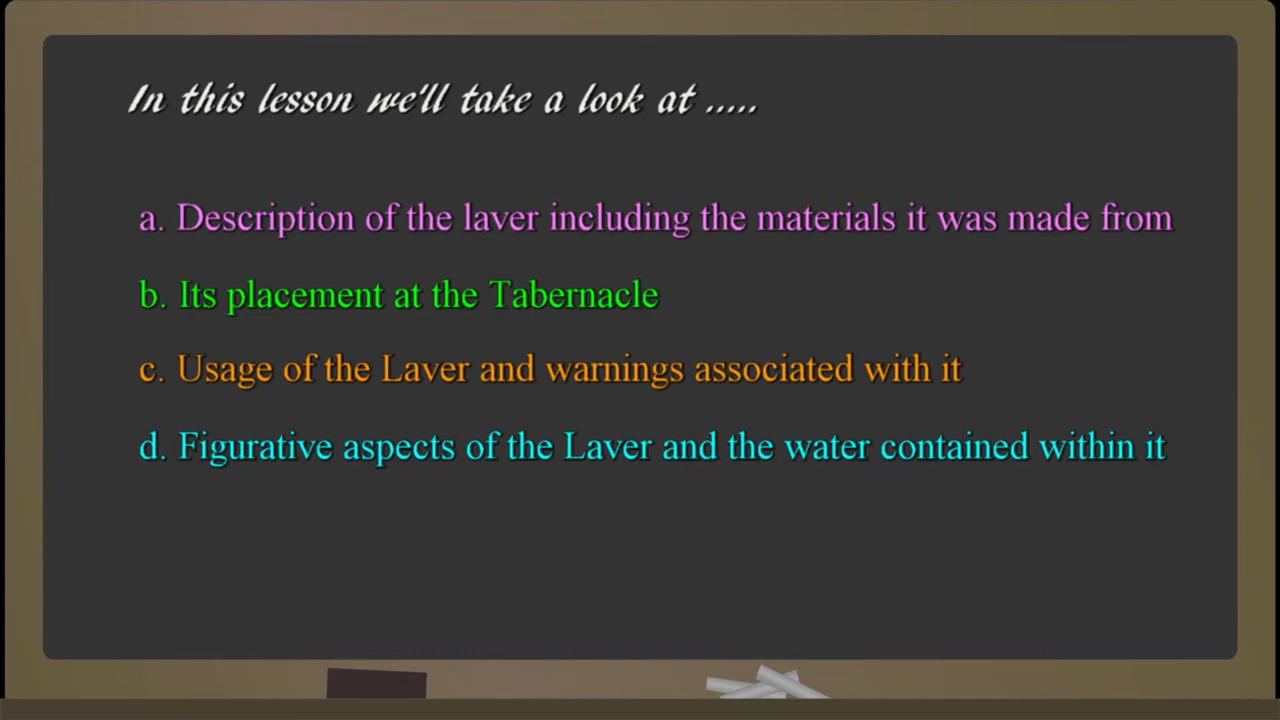 In this lesson we'll take a look at .....
a. Description of the laver including the materials it was made from
b. Its placement at the Tabernacle
c. Usage of the Laver and warnings associated with it
d. Figurative aspects of the Laver and the water contained within it